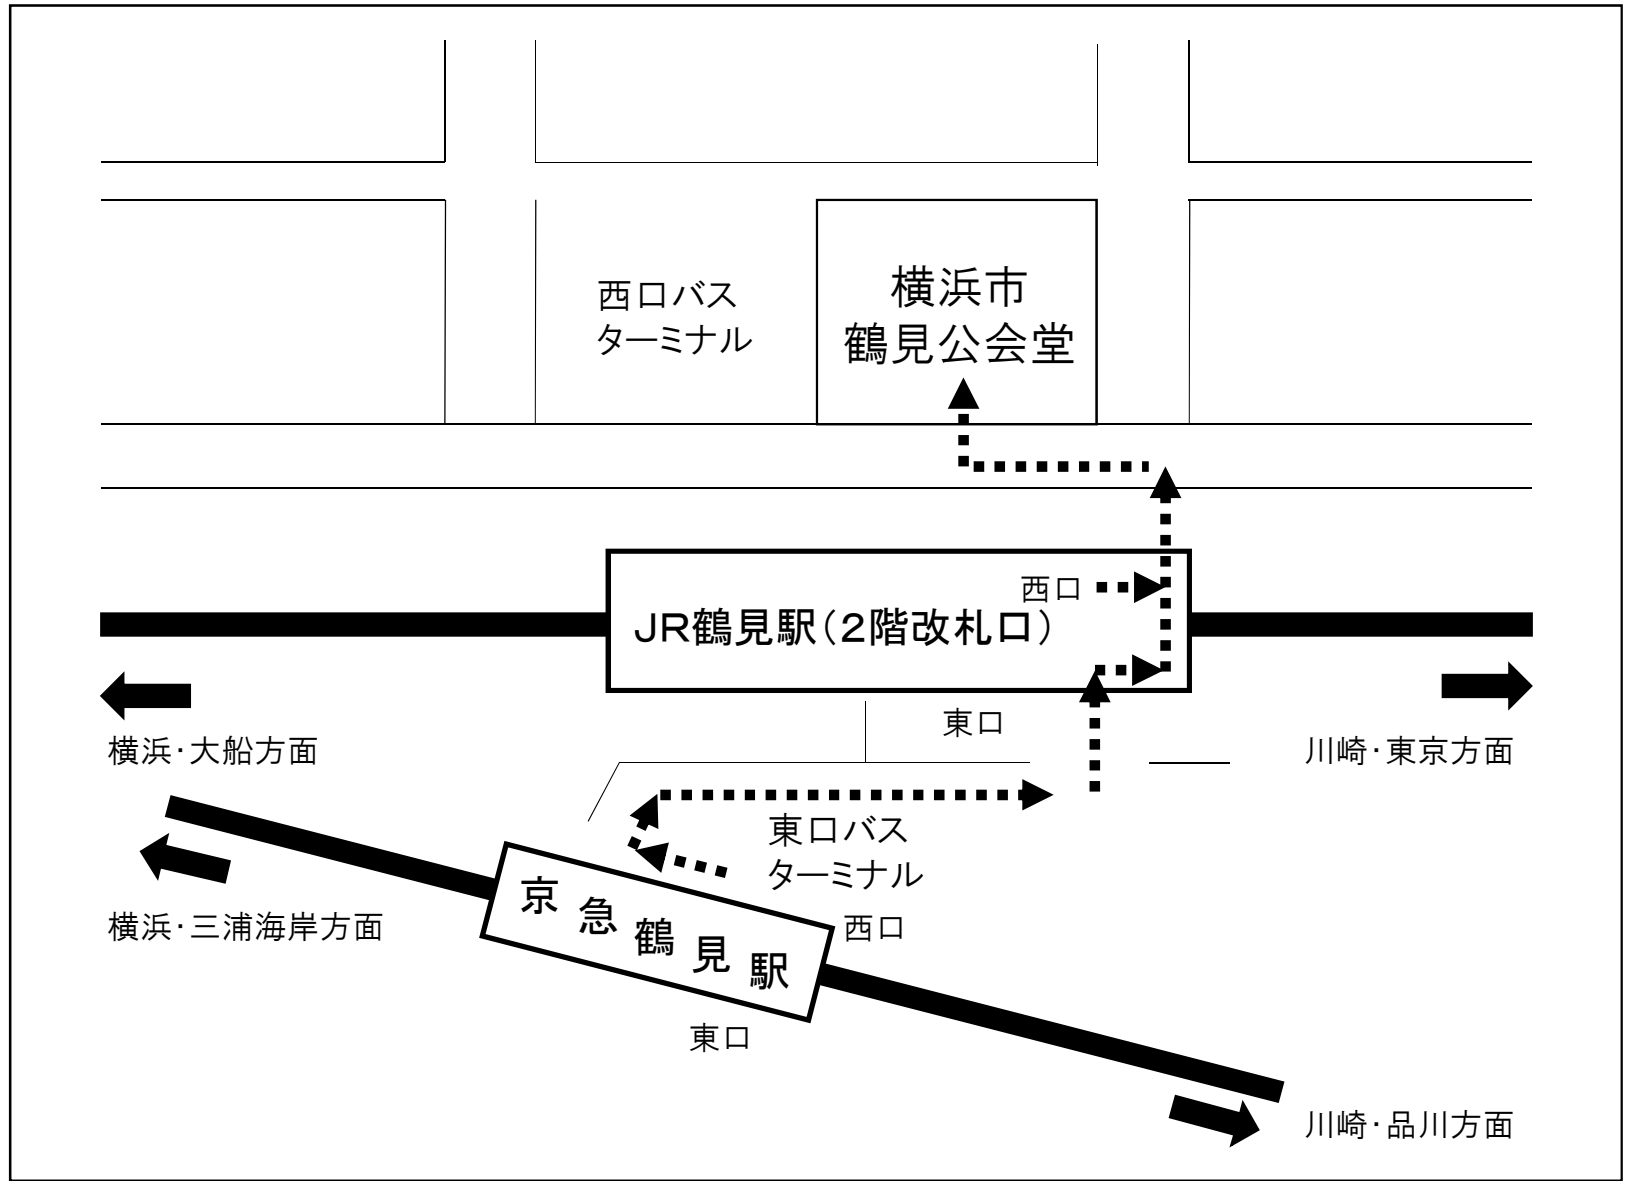 西口バス
ターミナル
横浜市
鶴見公会堂
西口
JR鶴見駅(2階改札口)
東口
横浜・大船方面
川崎・東京方面
東口バス
ターミナル
京急鶴見駅
西口
横浜・三浦海岸方面
東口
川崎・品川方面